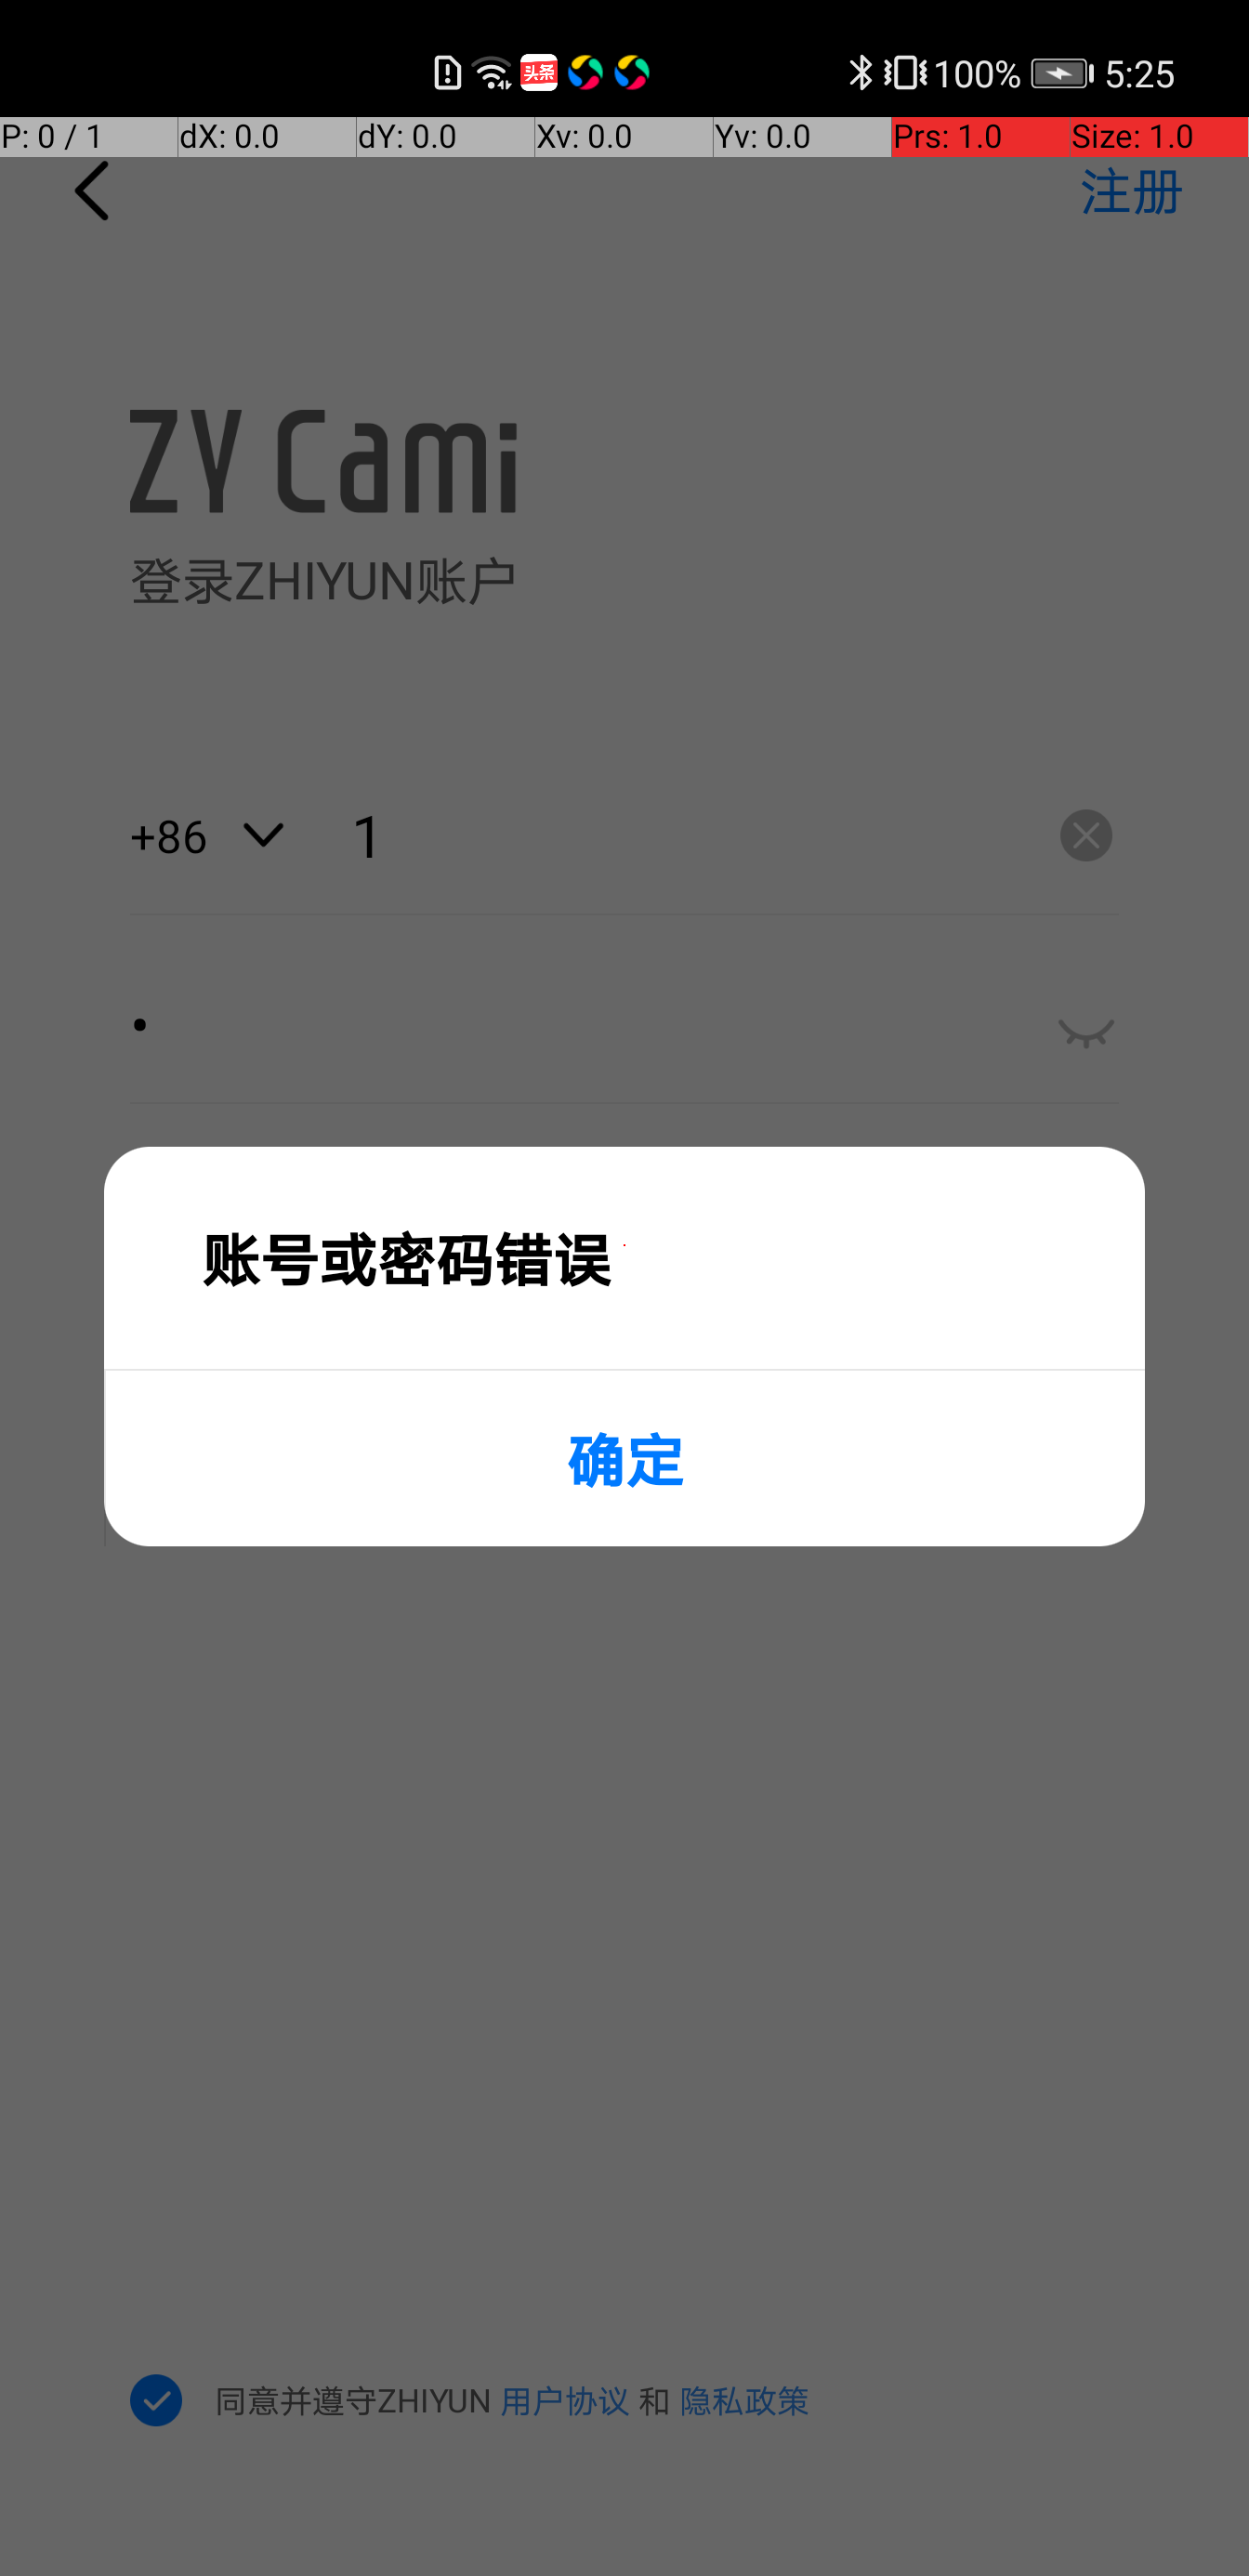 头条
100% 5:25
P: 0 / 1 dX: 0.0 dY: 0.0 Xv: 0.0 Yv: 0.0 Prs: 1.0 Size: 1.0
注册
ZY Cami
登录ZHIYUN账户
+86 1
账号或密码错误
确定
同意并遵守ZHIYUN 用户协议 和 隐私政策